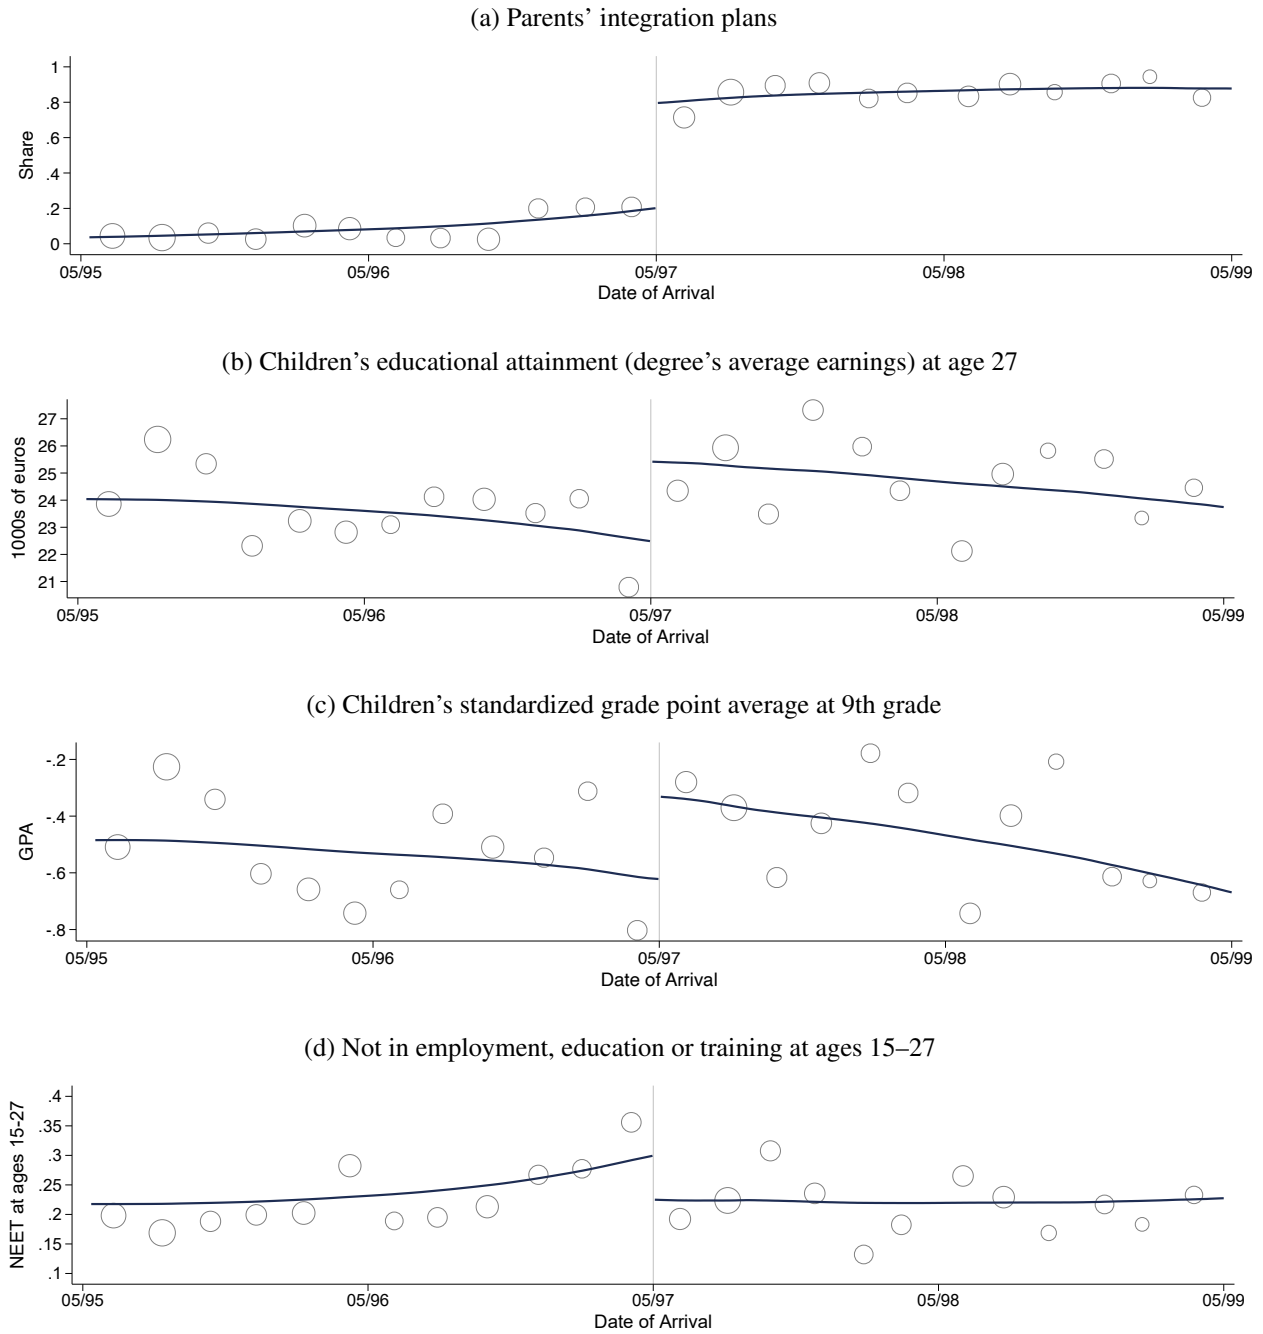 (a) Parents’ integration plans
1
.8
.6
.4
.2
0
Share
05/95 05/96 05/97 05/98 05/99
Date of Arrival
(b) Children’s educational attainment (degree’s average earnings) at age 27
27
26
25
24
23
22
21
1000s of euros
05/95 05/96 05/97 05/98 05/99
Date of Arrival
(c) Children’s standardized grade point average at 9th grade
-.2
-.4
-.6
-.8
GPA
05/95 05/96 05/97 05/98 05/99
Date of Arrival
(d) Not in employment, education or training at ages 15–27
.4
.35
.3
.25
.2
.15
.1
NEET at ages 15-27
05/95 05/96 05/97 05/98 05/99
Date of Arrival